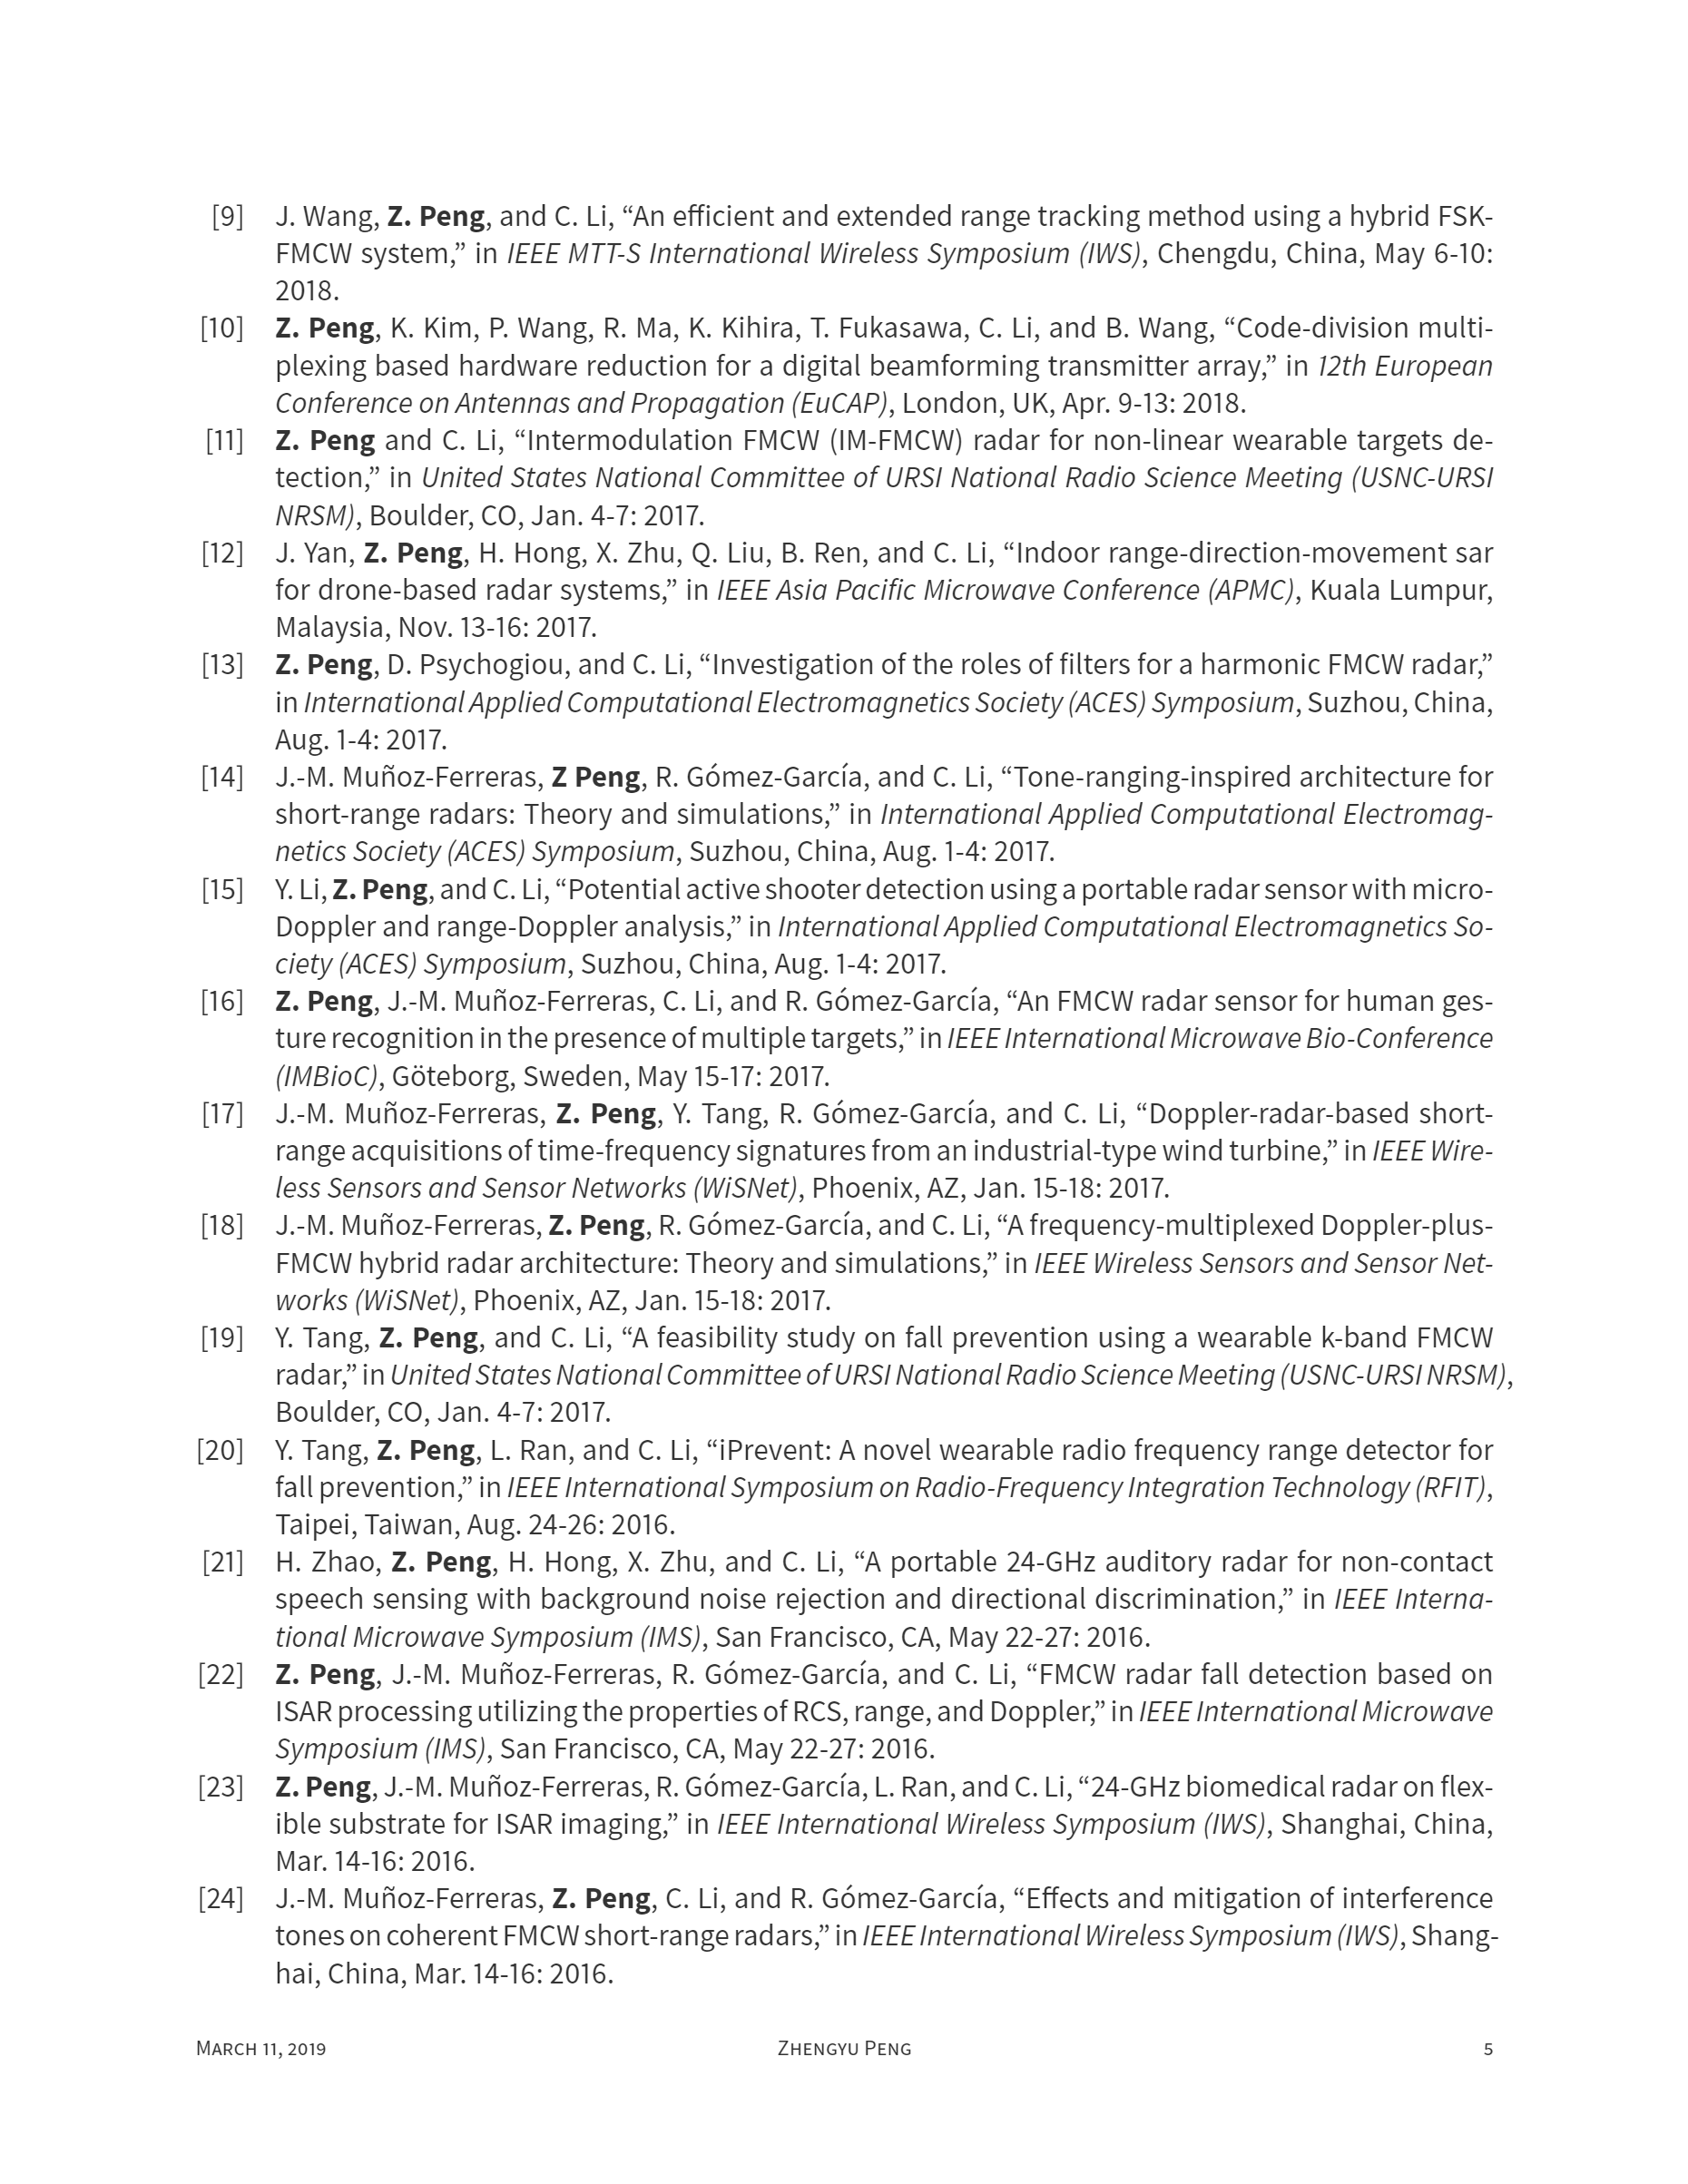 [9] J. Wang, Z. Peng, and C. Li, “An efficient and extended range tracking method using a hybrid FSK-
FMCW system,” in IEEE MTT-S International Wireless Symposium (IWS), Chengdu, China, May 6-10:
2018.
[10] Z. Peng, K. Kim, P. Wang, R. Ma, K. Kihira, T. Fukasawa, C. Li, and B. Wang, “Code-division multi-
plexing based hardware reduction for a digital beamforming transmitter array,” in 12th European
Conference on Antennas and Propagation (EuCAP), London, UK, Apr. 9-13: 2018.
[11] Z. Peng and C. Li, “Intermodulation FMCW (IM-FMCW) radar for non-linear wearable targets de-
tection,” in United States National Committee of URSI National Radio Science Meeting (USNC-URSI
NRSM), Boulder, CO, Jan. 4-7: 2017.
[12] J. Yan, Z. Peng, H. Hong, X. Zhu, Q. Liu, B. Ren, and C. Li, “Indoor range-direction-movement sar
for drone-based radar systems,” in IEEE Asia Pacific Microwave Conference (APMC), Kuala Lumpur,
Malaysia, Nov. 13-16: 2017.
[13] Z. Peng, D. Psychogiou, and C. Li, “Investigation of the roles of filters for a harmonic FMCW radar,”
in International Applied Computational Electromagnetics Society (ACES) Symposium, Suzhou, China,
Aug. 1-4: 2017.
[14] J.-M. Muñoz-Ferreras, Z Peng, R. Gómez-García, and C. Li, “Tone-ranging-inspired architecture for
short-range radars: Theory and simulations,” in International Applied Computational Electromag-
netics Society (ACES) Symposium, Suzhou, China, Aug. 1-4: 2017.
[15] Y. Li, Z. Peng, and C. Li, “Potential active shooter detection using a portable radar sensor with micro-
Doppler and range-Doppler analysis,” in International Applied Computational Electromagnetics So-
ciety (ACES) Symposium, Suzhou, China, Aug. 1-4: 2017.
[16] Z. Peng, J.-M. Muñoz-Ferreras, C. Li, and R. Gómez-García, “An FMCW radar sensor for human ges-
ture recognition in the presence of multiple targets,” in IEEE International Microwave Bio-Conference
(IMBioC), Göteborg, Sweden, May 15-17: 2017.
[17] J.-M. Muñoz-Ferreras, Z. Peng, Y. Tang, R. Gómez-García, and C. Li, “Doppler-radar-based short-
range acquisitions of time-frequency signatures from an industrial-type wind turbine,” in IEEE Wire-
less Sensors and Sensor Networks (WiSNet), Phoenix, AZ, Jan. 15-18: 2017.
[18] J.-M. Muñoz-Ferreras, Z. Peng, R. Gómez-García, and C. Li, “A frequency-multiplexed Doppler-plus-
FMCW hybrid radar architecture: Theory and simulations,” in IEEE Wireless Sensors and Sensor Net-
works (WiSNet), Phoenix, AZ, Jan. 15-18: 2017.
[19] Y. Tang, Z. Peng, and C. Li, “A feasibility study on fall prevention using a wearable k-band FMCW
radar,” in United States National Committee of URSI National Radio Science Meeting (USNC-URSI NRSM),
Boulder, CO, Jan. 4-7: 2017.
[20] Y. Tang, Z. Peng, L. Ran, and C. Li, “iPrevent: A novel wearable radio frequency range detector for
fall prevention,” in IEEE International Symposium on Radio-Frequency Integration Technology (RFIT),
Taipei, Taiwan, Aug. 24-26: 2016.
[21] H. Zhao, Z. Peng, H. Hong, X. Zhu, and C. Li, “A portable 24-GHz auditory radar for non-contact
speech sensing with background noise rejection and directional discrimination,” in IEEE Interna-
tional Microwave Symposium (IMS), San Francisco, CA, May 22-27: 2016.
[22] Z. Peng, J.-M. Muñoz-Ferreras, R. Gómez-García, and C. Li, “FMCW radar fall detection based on
ISAR processing utilizing the properties of RCS, range, and Doppler,” in IEEE International Microwave
Symposium (IMS), San Francisco, CA, May 22-27: 2016.
[23] Z. Peng, J.-M. Muñoz-Ferreras, R. Gómez-García, L. Ran, and C. Li, “24-GHz biomedical radar on flex-
ible substrate for ISAR imaging,” in IEEE International Wireless Symposium (IWS), Shanghai, China,
Mar. 14-16: 2016.
[24] J.-M. Muñoz-Ferreras, Z. Peng, C. Li, and R. Gómez-García, “Effects and mitigation of interference
tones on coherent FMCW short-range radars,” in IEEE International Wireless Symposium (IWS), Shang-
hai, China, Mar. 14-16: 2016.
March 11, 2019 Zhengyu Peng 5